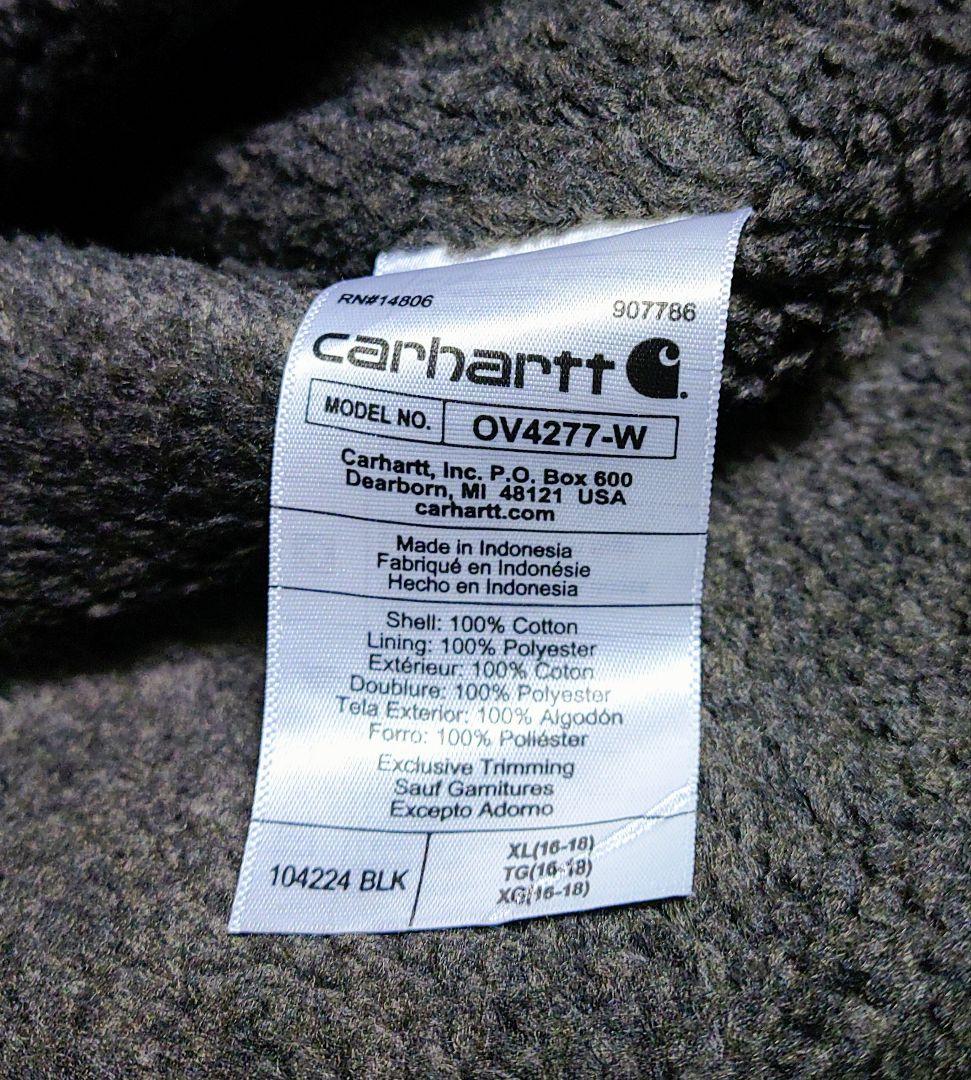 RN#14806
907786
carhartt
MODEL NO. OV4277-W
Carhartt, Inc. P.O. Box 600
Dearborn, MI 48121 USA
carhartt.com
Made in Indonesia
Fabriqué en Indonésie
Hecho en Indonesia
Shell: 100% Cotton
Lining: 100% Polyester
Extérieur: 100% Coton
Doublure: 100% Polyester
Tela Exterior: 100% Algodón
Forro: 100% Poliéster
Exclusive Trimming
Sauf Garnitures
Excepto Adorno
104224 BLK
XL(16-18)
TG(16-18)
XG(16-18)